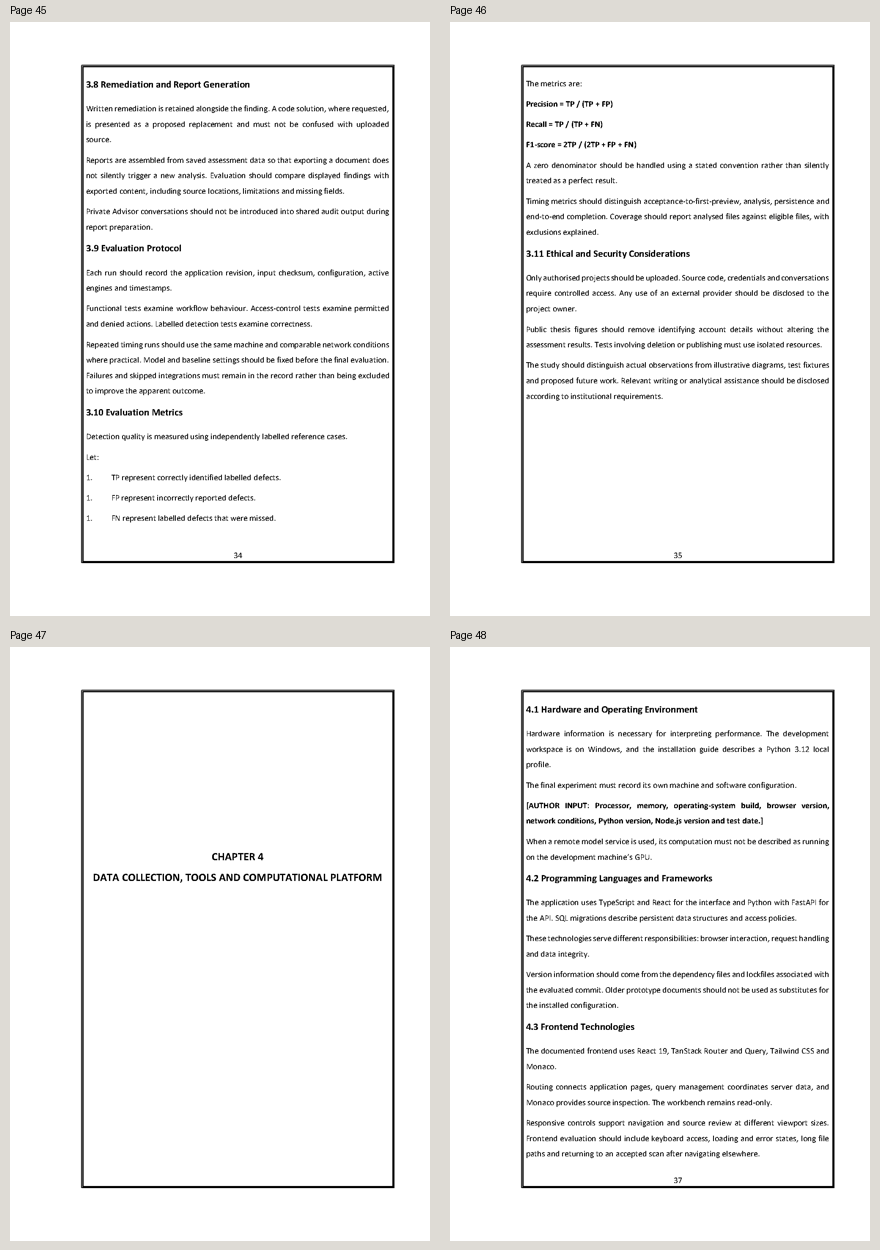 Page 45
3.8 Remediation and Report Generation
Written remediation is retained alongside the finding. A code solution, where requested,
is presented as a proposed replacement and must not be confused with uploaded
source.
Reports are assembled from saved assessment data so that exporting a document does
not silently trigger a new analysis. Evaluation should compare displayed findings with
exported content, including source locations, limitations and missing fields.
Private Advisor conversations should not be introduced into shared audit output during
report preparation.
3.9 Evaluation Protocol
Each run should record the application revision, input checksum, configuration, active
engines and timestamps.
Functional tests examine workflow behaviour. Access-control tests examine permitted
and denied actions. Labelled detection tests examine correctness.
Repeated timing runs should use the same machine and comparable network conditions
where practical. Model and baseline settings should be fixed before the final evaluation.
Failures and skipped integrations must remain in the record rather than being excluded
to improve the apparent outcome.
3.10 Evaluation Metrics
Detection quality is measured using independently labelled reference cases.
Let:
1. TP represent correctly identified labelled defects.
1. FP represent incorrectly reported defects.
1. FN represent labelled defects that were missed.
34
Page 46
The metrics are:
Precision = TP / (TP + FP)
Recall = TP / (TP + FN)
F1-score = 2TP / (2TP + FP + FN)
A zero denominator should be handled using a stated convention rather than silently
treated as a perfect result.
Timing metrics should distinguish acceptance-to-first-preview, analysis, persistence and
end-to-end completion. Coverage should report analysed files against eligible files, with
exclusions explained.
3.11 Ethical and Security Considerations
Only authorised projects should be uploaded. Source code, credentials and conversations
require controlled access. Any use of an external provider should be disclosed to the
project owner.
Public thesis figures should remove identifying account details without altering the
assessment results. Tests involving deletion or publishing must use isolated resources.
The study should distinguish actual observations from illustrative diagrams, test fixtures
and proposed future work. Relevant writing or analytical assistance should be disclosed
according to institutional requirements.
35
Page 47
CHAPTER 4
DATA COLLECTION, TOOLS AND COMPUTATIONAL PLATFORM
Page 48
4.1 Hardware and Operating Environment
Hardware information is necessary for interpreting performance. The development
workspace is on Windows, and the installation guide describes a Python 3.12 local
profile.
The final experiment must record its own machine and software configuration.
[AUTHOR INPUT: Processor, memory, operating-system build, browser version,
network conditions, Python version, Node.js version and test date.]
When a remote model service is used, its computation must not be described as running
on the development machine's GPU.
4.2 Programming Languages and Frameworks
The application uses TypeScript and React for the interface and Python with FastAPI for
the API. SQL migrations describe persistent data structures and access policies.
These technologies serve different responsibilities: browser interaction, request handling
and data integrity.
Version information should come from the dependency files and lockfiles associated with
the evaluated commit. Older prototype documents should not be used as substitutes for
the installed configuration.
4.3 Frontend Technologies
The documented frontend uses React 19, TanStack Router and Query, Tailwind CSS and
Monaco.
Routing connects application pages, query management coordinates server data, and
Monaco provides source inspection. The workbench remains read-only.
Responsive controls support navigation and source review at different viewport sizes.
Frontend evaluation should include keyboard access, loading and error states, long file
paths and returning to an accepted scan after navigating elsewhere.
37